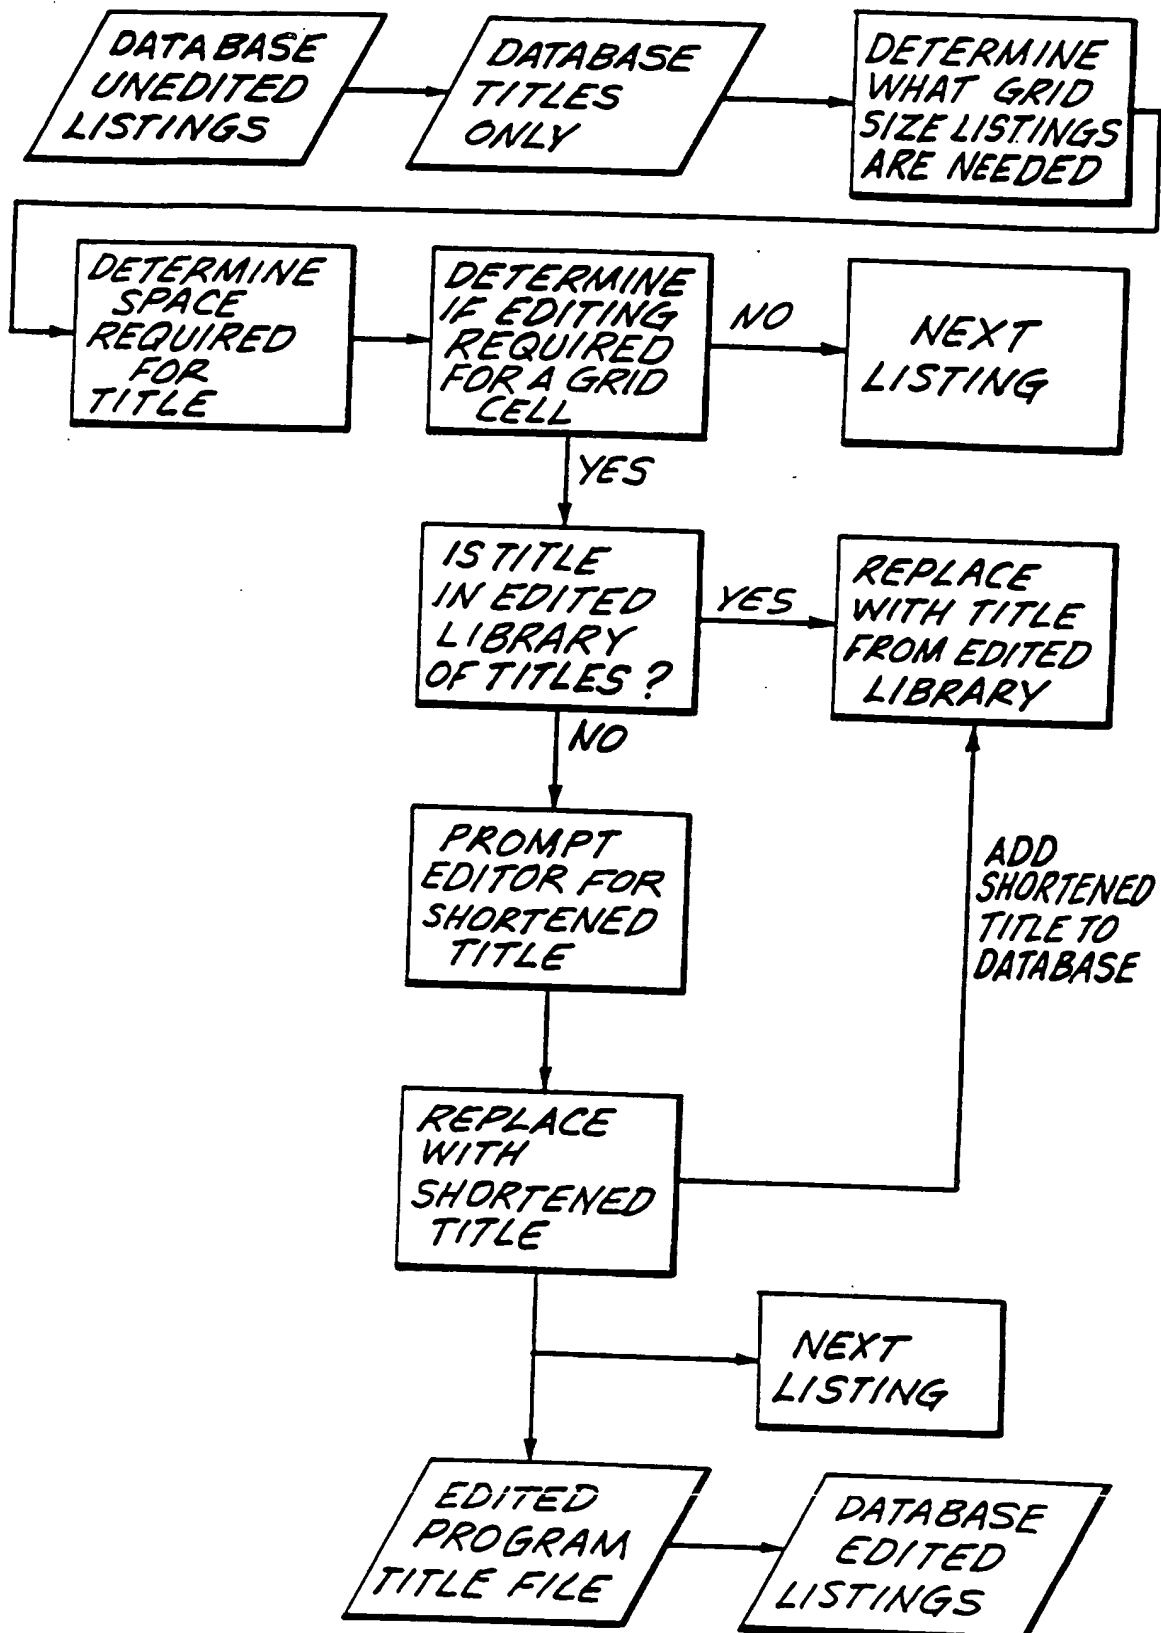 DATABASE
UNEDITED
LISTINGS
DATABASE
TITLES
ONLY
DETERMINE
WHAT GRID
SIZE LISTINGS
ARE NEEDED
DETERMINE
SPACE
REQUIRED
FOR
TITLE
DETERMINE
IF EDITING
REQUIRED
FOR A GRID
CELL
NO
NEXT
LISTING
YES
IS TITLE
IN EDITED
LIBRARY
OF TITLES ?
YES
REPLACE
WITH TITLE
FROM EDITED
LIBRARY
NO
PROMPT
EDITOR FOR
SHORTENED
TITLE
ADD
SHORTENED
TITLE TO
DATABASE
REPLACE
WITH
SHORTENED
TITLE
NEXT
LISTING
EDITED
PROGRAM
TITLE FILE
DATABASE
EDITED
LISTINGS